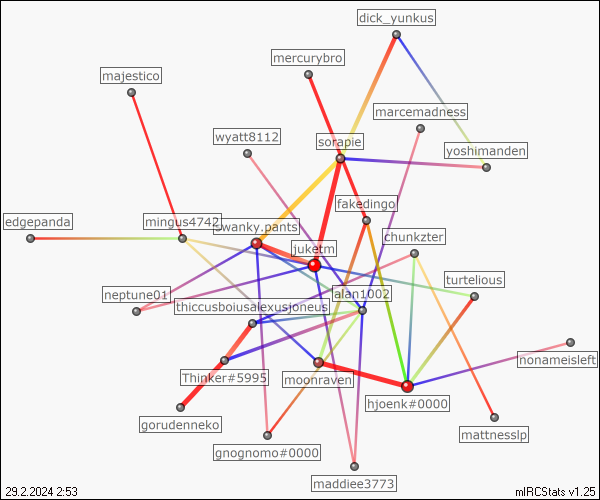 dick_yunkus
mercurybro
majestico
marcemadness
wyatt8112
sorapie
yoshimanden
fakedingo
edgepanda
mingus4742
swanky.pants
chunkzter
juketm
turtelious
neptune01
alan1002
thiccusboiusalexusjoneus
nonameisleft
Thinker#5995
moonraven
hjoenk#0000
gorudenneko
mattnesslp
gnognomo#0000
maddiee3773
29.2.2024 2:53
mIRCStats v1.25